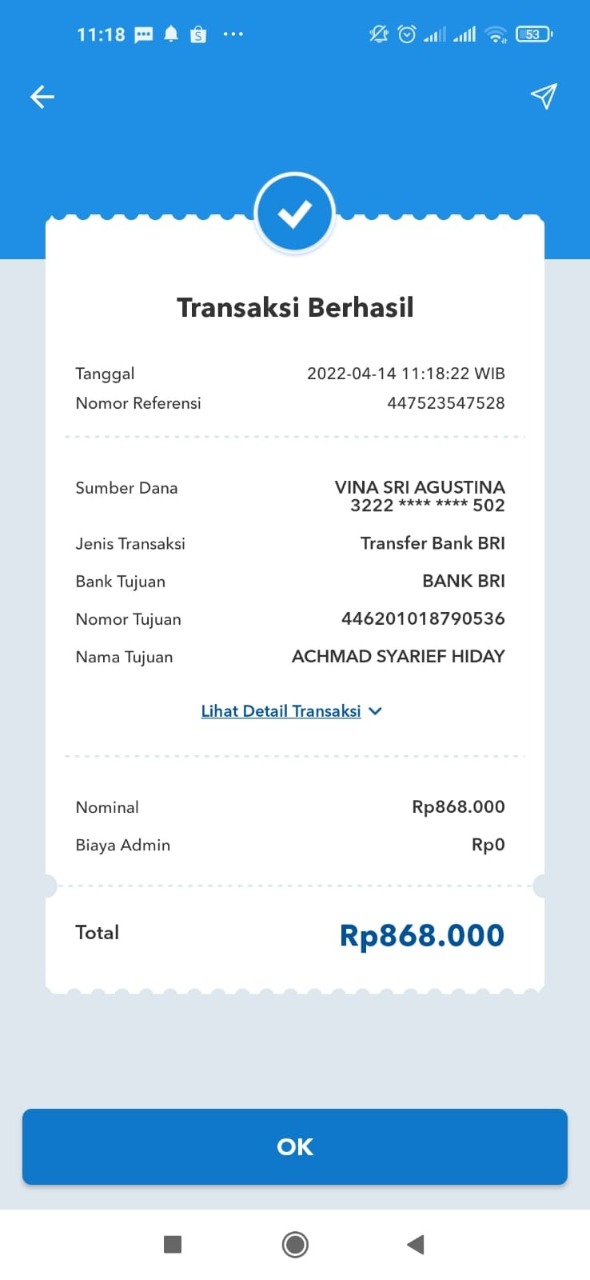 11:18
53
Transaksi Berhasil
Tanggal 2022-04-14 11:18:22 WIB
Nomor Referensi 447523547528
Sumber Dana VINA SRI AGUSTINA
3222 **** **** 502
Jenis Transaksi Transfer Bank BRI
Bank Tujuan BANK BRI
Nomor Tujuan 446201018790536
Nama Tujuan ACHMAD SYARIEF HIDAY
Lihat Detail Transaksi
Nominal Rp868.000
Biaya Admin Rp0
Total Rp868.000
OK